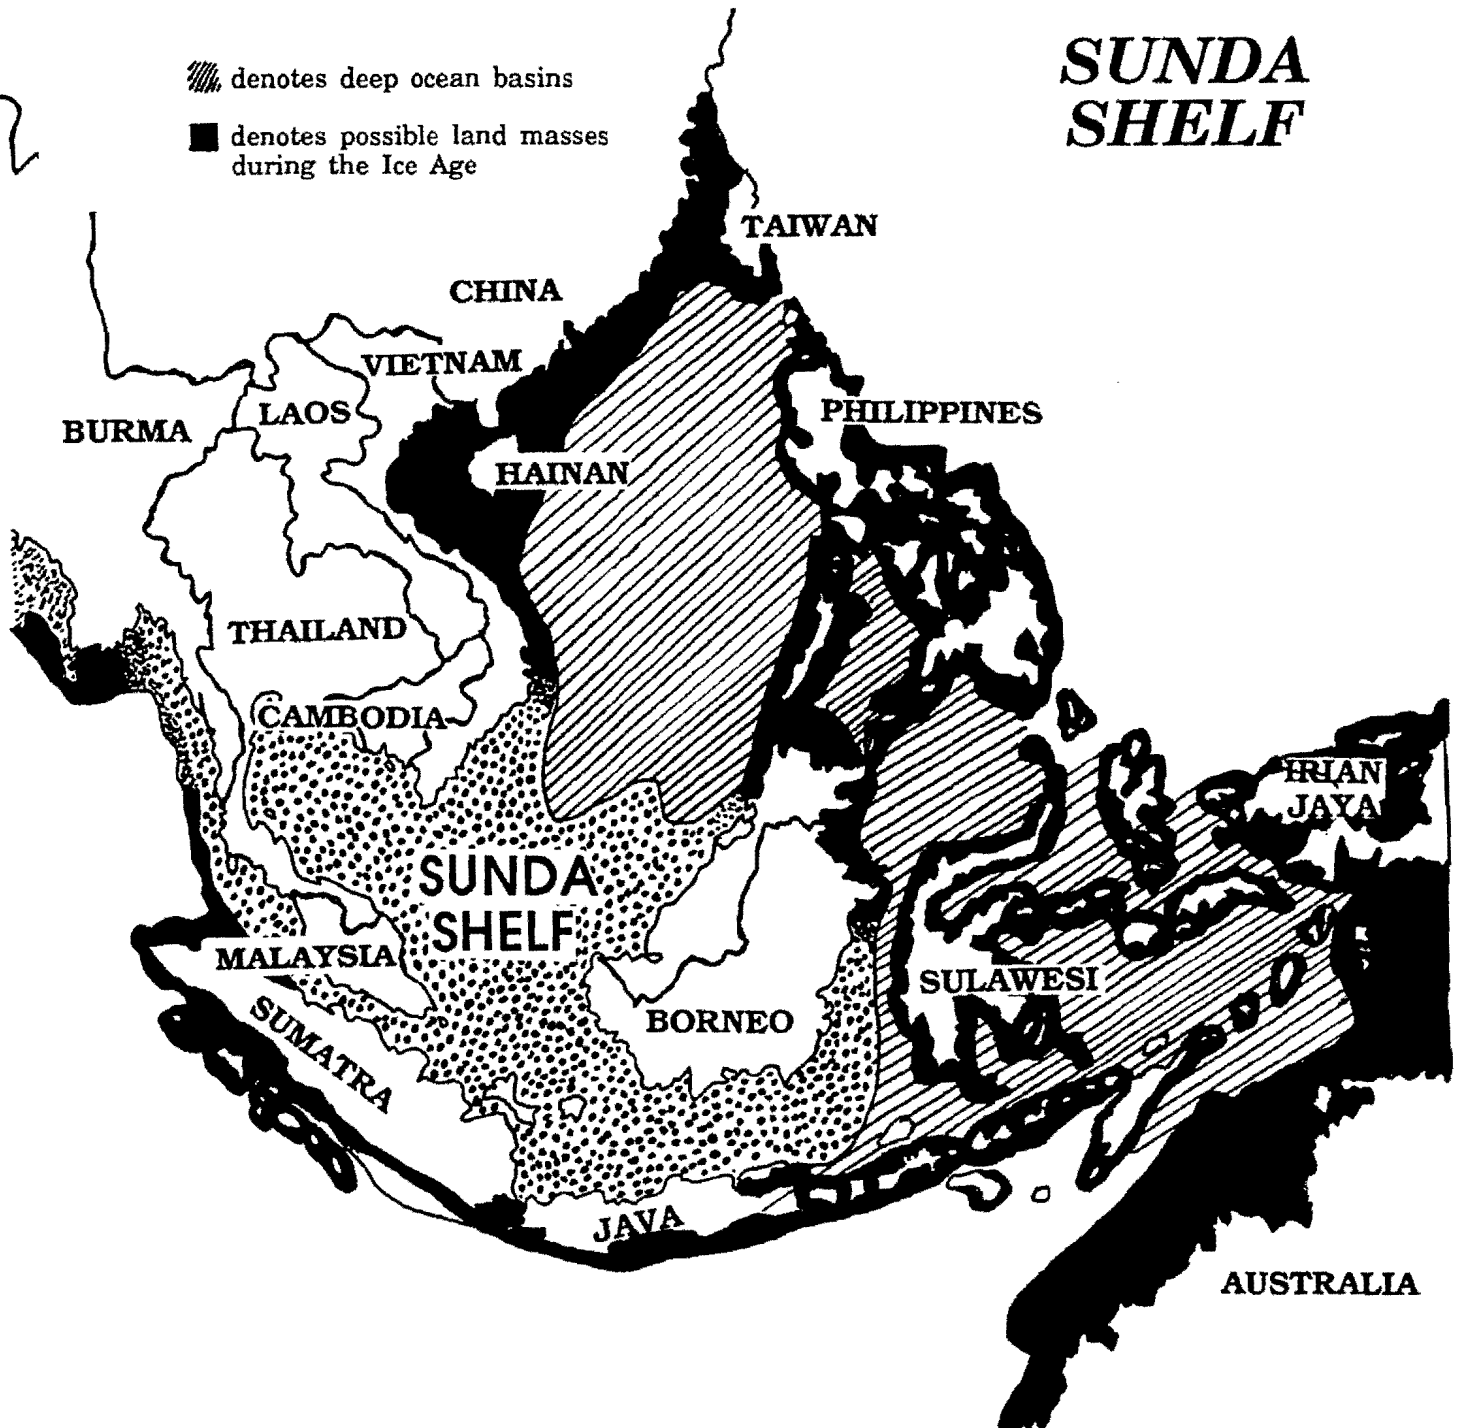 SUNDA
SHELF
denotes deep ocean basins
denotes possible land masses
during the Ice Age
TAIWAN
CHINA
VIETNAM
LAOS
BURMA
PHILIPPINES
HAINAN
THAILAND
CAMBODIA
IRIAN
JAYA
SUNDA
SHELF
MALAYSIA
SULAWESI
BORNEO
SUMATRA
JAVA
AUSTRALIA